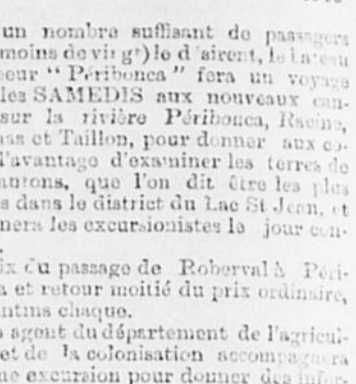 un nombre suffisant de passagers
moins de vingt) le désirent, le bateau
eur "Péribonca" fera un voyage
les SAMEDIS aux nouveaux can-
sur la rivière Péribonca, Racine,
as et Taillon, pour donner aux co-
l'avantage d'examiner les terres de
antons, que l'on dit être les plus
s dans le district du Lac St Jean, et
nera les excursionistes le jour con-
ix du passage de Roberval à Péri-
a et retour moitié du prix ordinaire,
ntins chaque.
agent du département de l'agricul-
et de la colonisation accompagnera
ue excursion pour donner des infor-